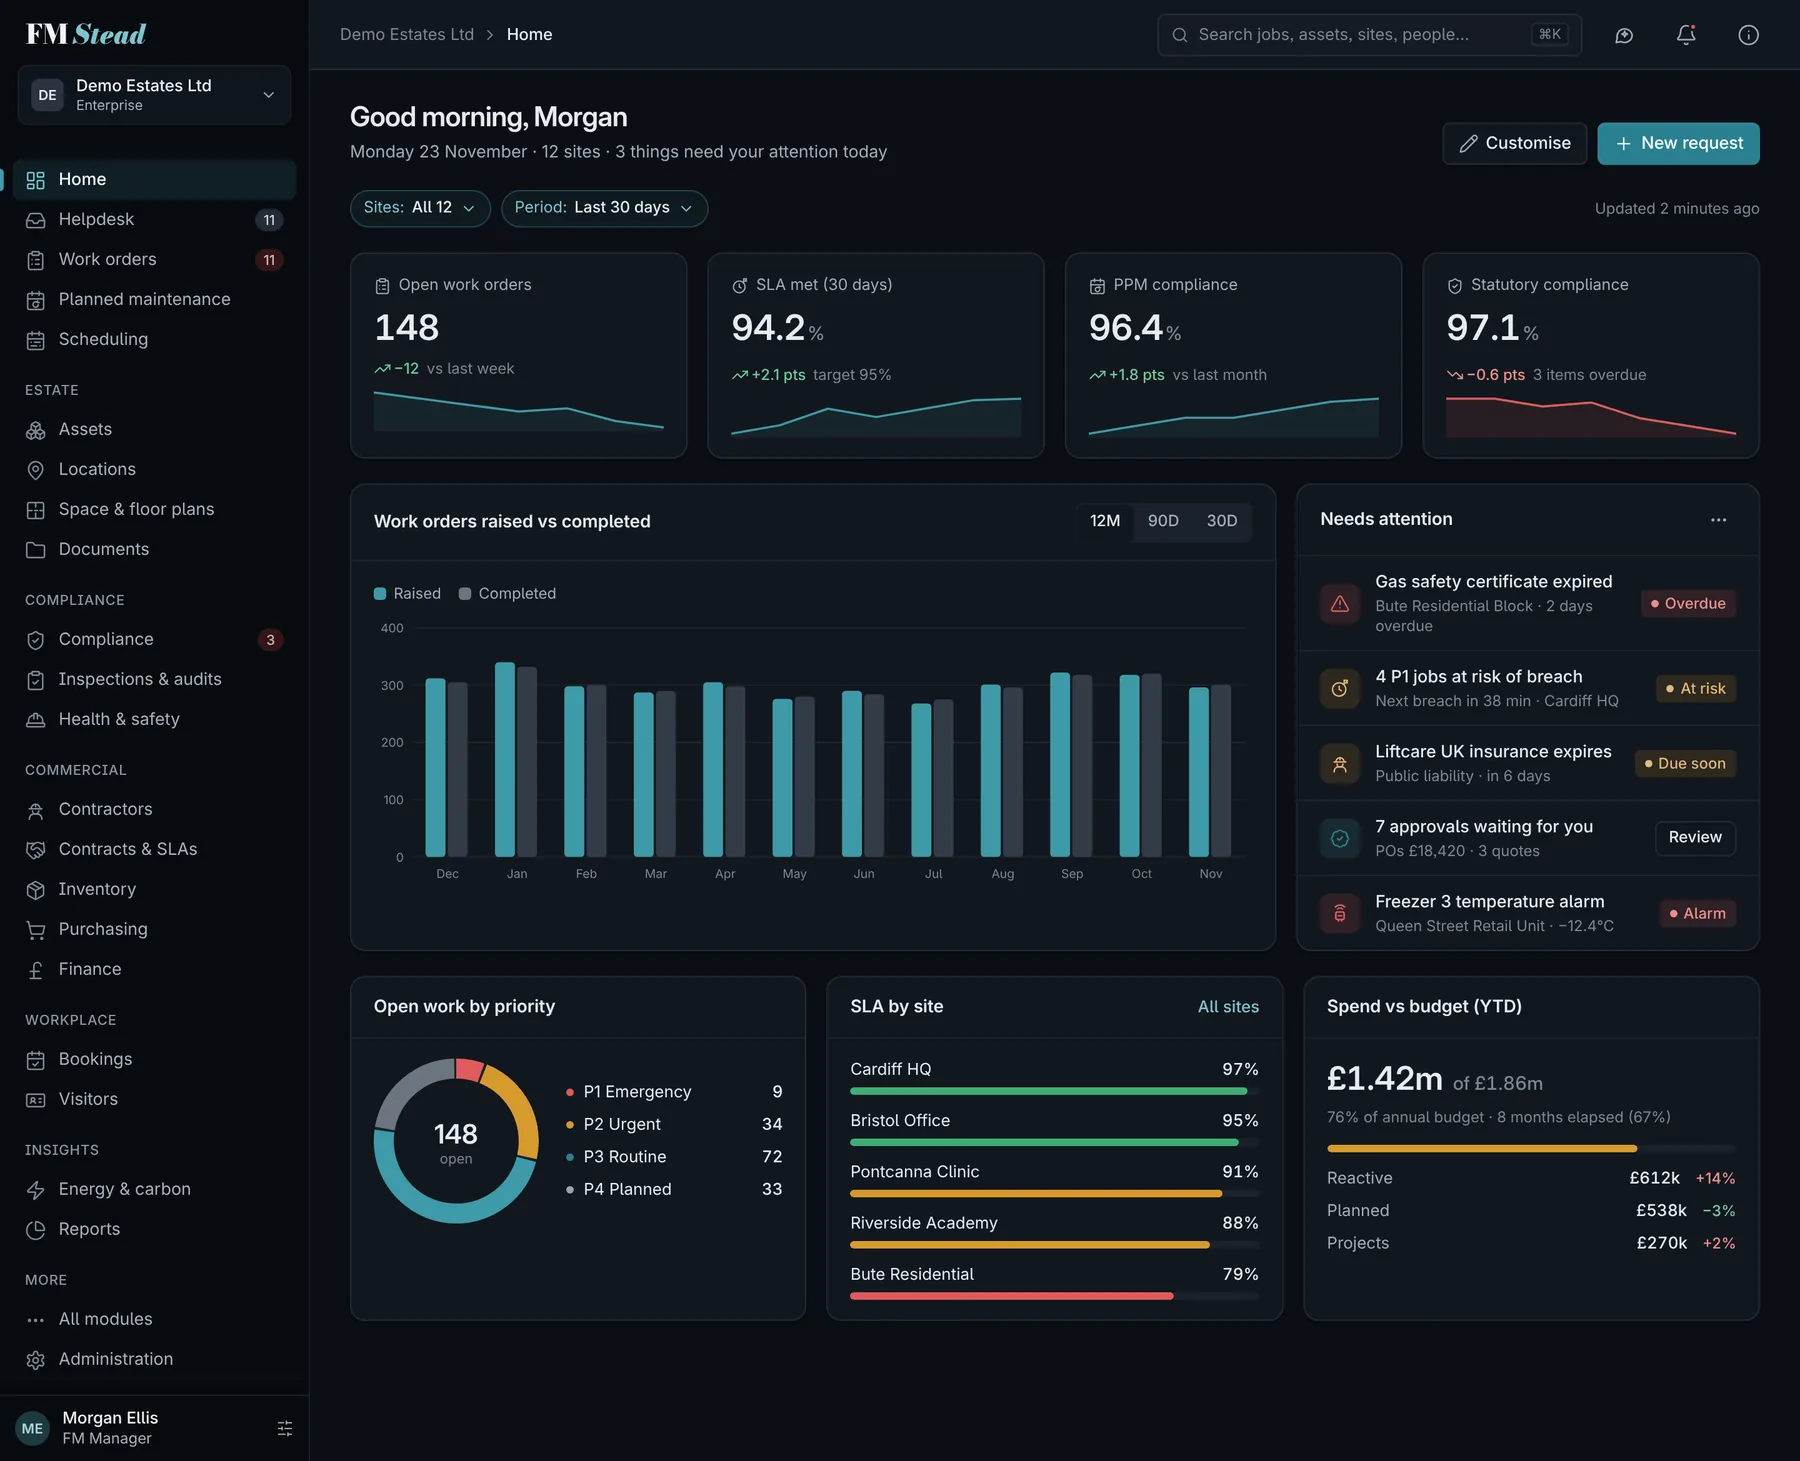 FM Stead
DE
Demo Estates Ltd
Enterprise
Home
Helpdesk 11
Work orders 11
Planned maintenance
Scheduling
ESTATE
Assets
Locations
Space & floor plans
Documents
COMPLIANCE
Compliance 3
Inspections & audits
Health & safety
COMMERCIAL
Contractors
Contracts & SLAs
Inventory
Purchasing
Finance
WORKPLACE
Bookings
Visitors
INSIGHTS
Energy & carbon
Reports
MORE
All modules
Administration
ME
Morgan Ellis
FM Manager
Demo Estates Ltd > Home
Search jobs, assets, sites, people... ⌘K
Good morning, Morgan
Monday 23 November · 12 sites · 3 things need your attention today
Customise
+ New request
Sites: All 12
Period: Last 30 days
Updated 2 minutes ago
Open work orders
148
−12 vs last week
SLA met (30 days)
94.2%
+2.1 pts target 95%
PPM compliance
96.4%
+1.8 pts vs last month
Statutory compliance
97.1%
−0.6 pts 3 items overdue
Work orders raised vs completed
12M 90D 30D
Raised Completed
400
300
200
100
0
Dec Jan Feb Mar Apr May Jun Jul Aug Sep Oct Nov
Needs attention
Gas safety certificate expired
Bute Residential Block · 2 days
overdue
Overdue
4 P1 jobs at risk of breach
Next breach in 38 min · Cardiff HQ
At risk
Liftcare UK insurance expires
Public liability · in 6 days
Due soon
7 approvals waiting for you
POs £18,420 · 3 quotes
Review
Freezer 3 temperature alarm
Queen Street Retail Unit · −12.4°C
Alarm
Open work by priority
148
open
P1 Emergency 9
P2 Urgent 34
P3 Routine 72
P4 Planned 33
SLA by site
All sites
Cardiff HQ 97%
Bristol Office 95%
Pontcanna Clinic 91%
Riverside Academy 88%
Bute Residential 79%
Spend vs budget (YTD)
£1.42m of £1.86m
76% of annual budget · 8 months elapsed (67%)
Reactive £612k +14%
Planned £538k −3%
Projects £270k +2%